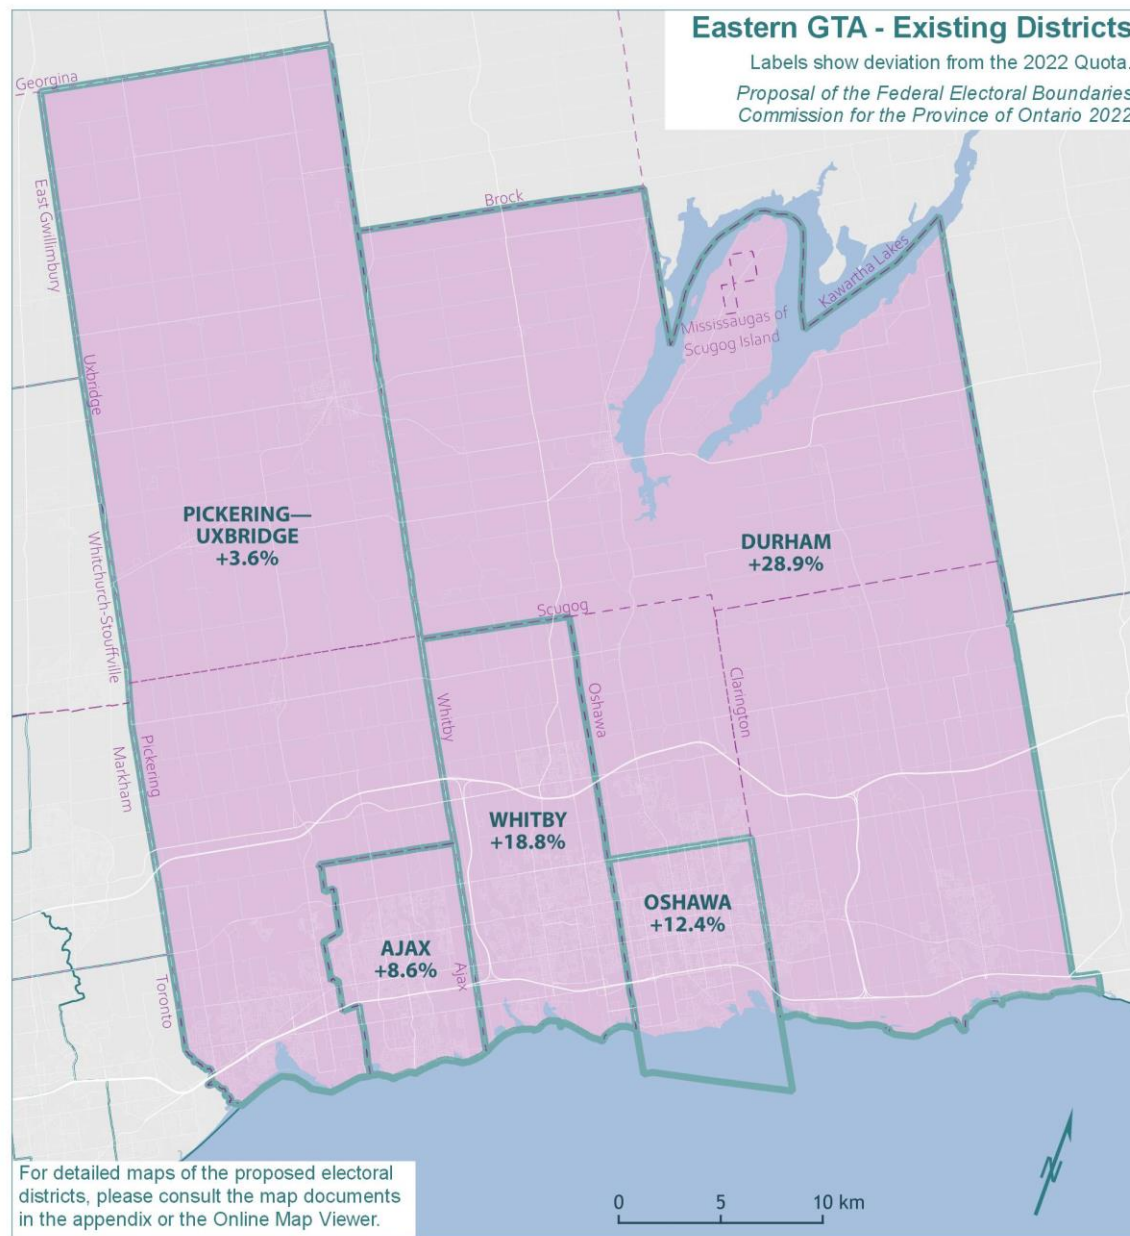 Eastern GTA - Existing Districts
Labels show deviation from the 2022 Quota.
Proposal of the Federal Electoral Boundaries
Commission for the Province of Ontario 2022
Georgina
East Gwillimbury
Brock
Kawartha Lakes
Mississaugas of
Scugog Island
Uxbridge
PICKERING—
UXBRIDGE
+3.6%
DURHAM
+28.9%
Whitchurch-Stouffville
Scugog
Whitby
Oshawa
Clarington
Pickering
Markham
WHITBY
+18.8%
OSHAWA
+12.4%
AJAX
+8.6%
Ajax
Toronto
For detailed maps of the proposed electoral
districts, please consult the map documents
in the appendix or the Online Map Viewer.
0 5 10 km
N